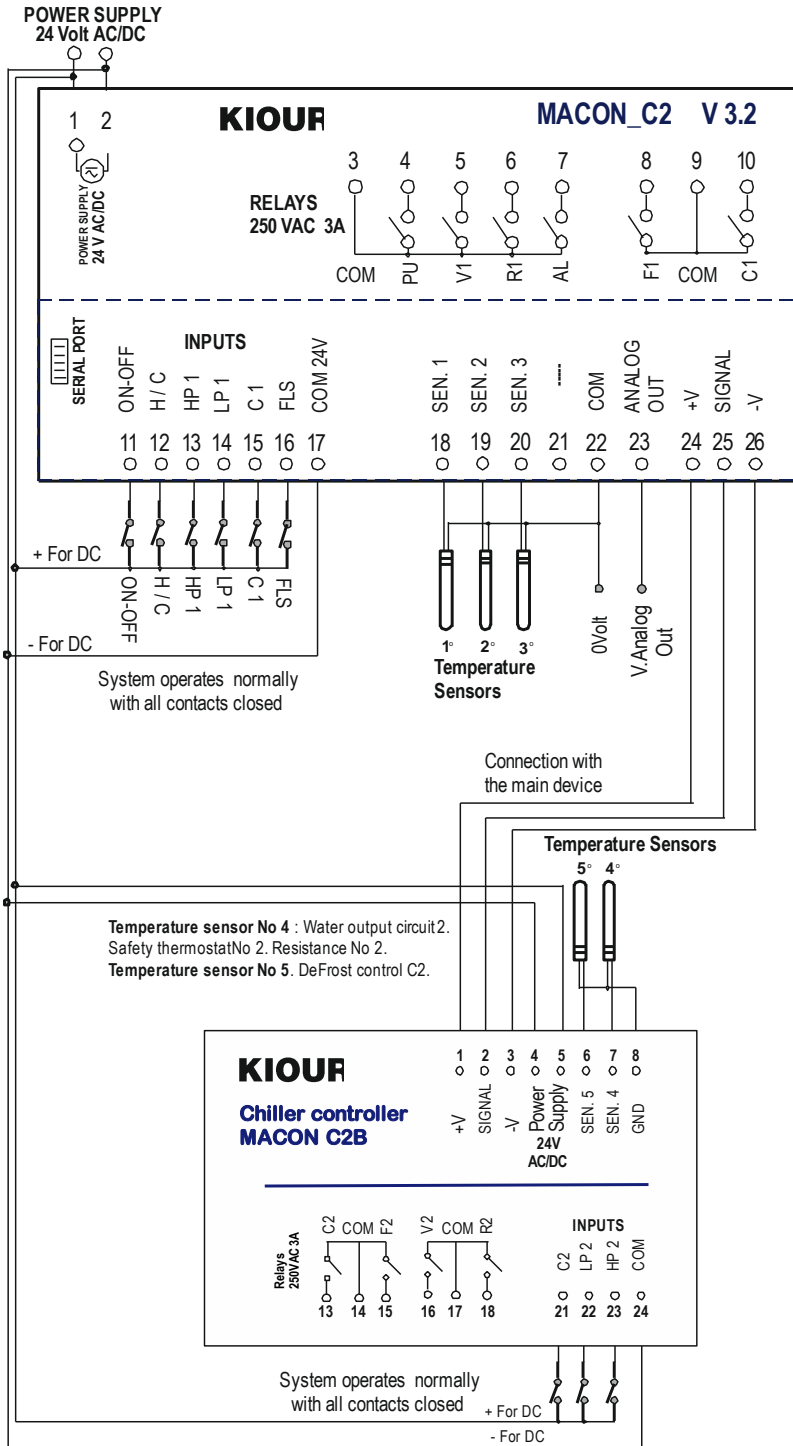 POWER SUPPLY
24 Volt AC/DC
1 2
KIOUR
MACON_C2 V 3.2
POWER SUPPLY
24 V AC/DC
RELAYS
250 VAC 3A
3 4 5 6 7 8 9 10
COM PU V1 R1 AL F1 COM C1
SERIAL PORT
INPUTS
ON-OFF H / C HP 1 LP 1 C 1 FLS COM 24V
SEN. 1 SEN. 2 SEN. 3 ---- COM ANALOG OUT +V SIGNAL -V
11 12 13 14 15 16 17 18 19 20 21 22 23 24 25 26
+ For DC
ON-OFF H / C HP 1 LP 1 C 1 FLS
- For DC
1° 2° 3°
Temperature
Sensors
0Volt
V.Analog
Out
System operates normally
with all contacts closed
Connection with
the main device
Temperature Sensors
5° 4°
Temperature sensor No 4 : Water output circuit 2.
Safety thermostatNo 2. Resistance No 2.
Temperature sensor No 5. DeFrost control C2.
KIOUR
Chiller controller
MACON C2B
1 2 3 4 5 6 7 8
+V SIGNAL -V Power Supply SEN. 5 SEN. 4 GND
24V
AC/DC
Relays
250VAC 3A
C2 COM F2 V2 COM R2
13 14 15 16 17 18
INPUTS
C2 LP 2 HP 2 COM
21 22 23 24
System operates normally
with all contacts closed
+ For DC
- For DC